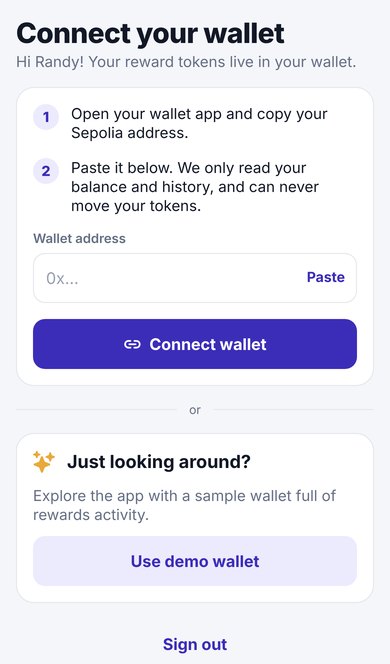 Connect your wallet
Hi Randy! Your reward tokens live in your wallet.
1 Open your wallet app and copy your
Sepolia address.
2 Paste it below. We only read your
balance and history, and can never
move your tokens.
Wallet address
0x... Paste
Connect wallet
or
Just looking around?
Explore the app with a sample wallet full of
rewards activity.
Use demo wallet
Sign out